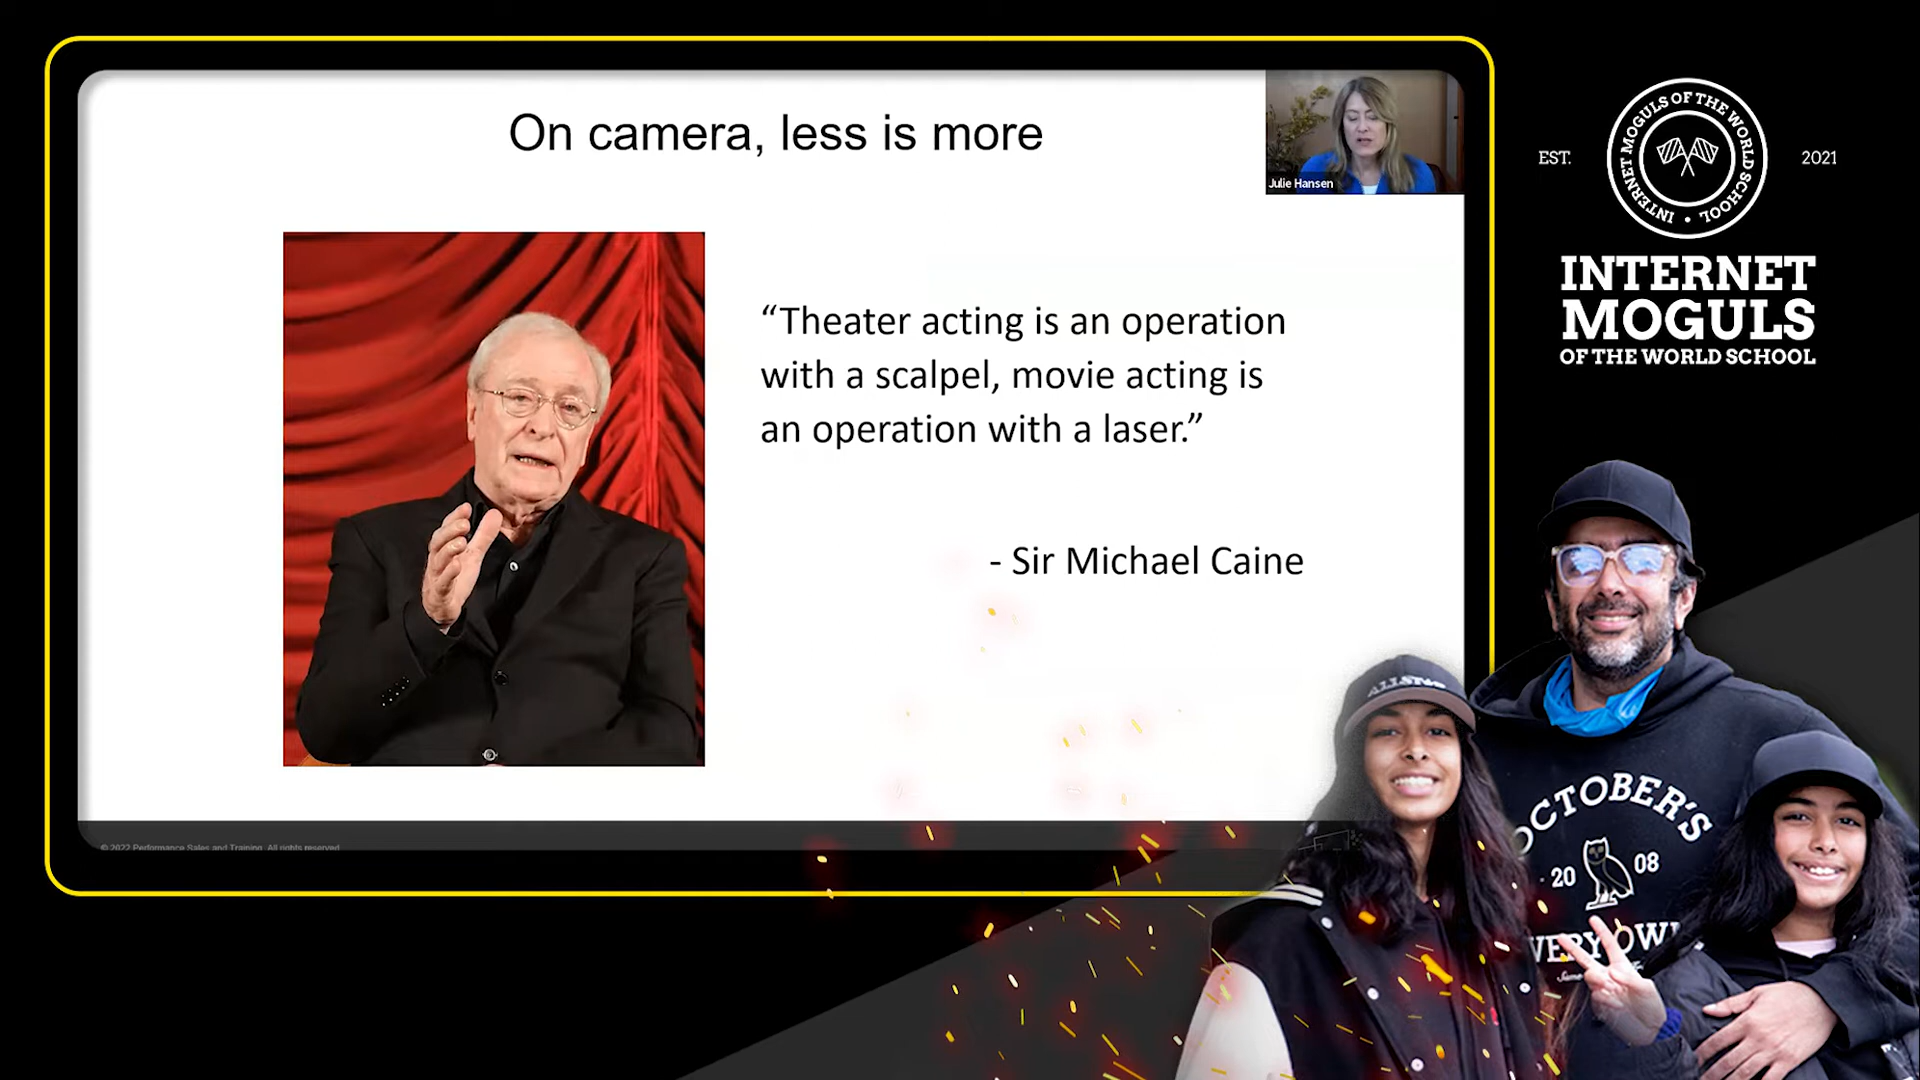 On camera, less is more
Julie Hansen
“Theater acting is an operation
with a scalpel, movie acting is
an operation with a laser.”
- Sir Michael Caine
© 2022 Performance Sales and Training. All rights reserved
EST.
INTERNET MOGULS OF THE WORLD SCHOOL •
2021
INTERNET
MOGULS
OF THE WORLD SCHOOL
ALLSTAR
OCTOBER'S
20 08
VERY OW